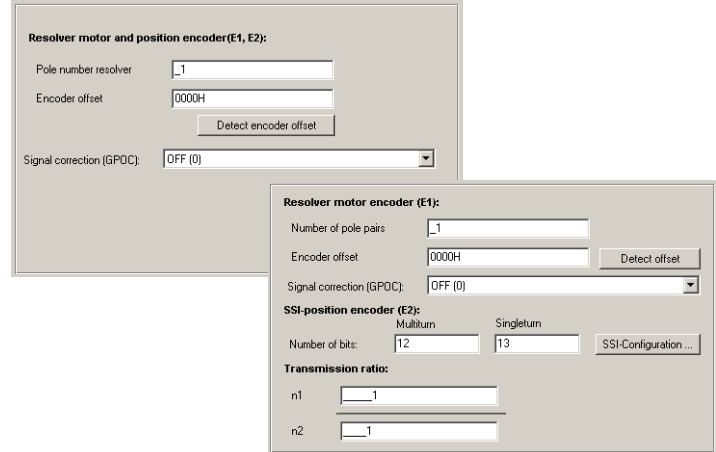 Resolver motor and position encoder(E1, E2):
Pole number resolver _1
Encoder offset 0000H
Detect encoder offset
Signal correction (GPOC): OFF (0)
Resolver motor encoder (E1):
Number of pole pairs _1
Encoder offset 0000H Detect offset
Signal correction (GPOC): OFF (0)
SSI-position encoder (E2):
Multiturn Singleturn
Number of bits: 12 13 SSI-Configuration ...
Transmission ratio:
n1 _____1
n2 ____1